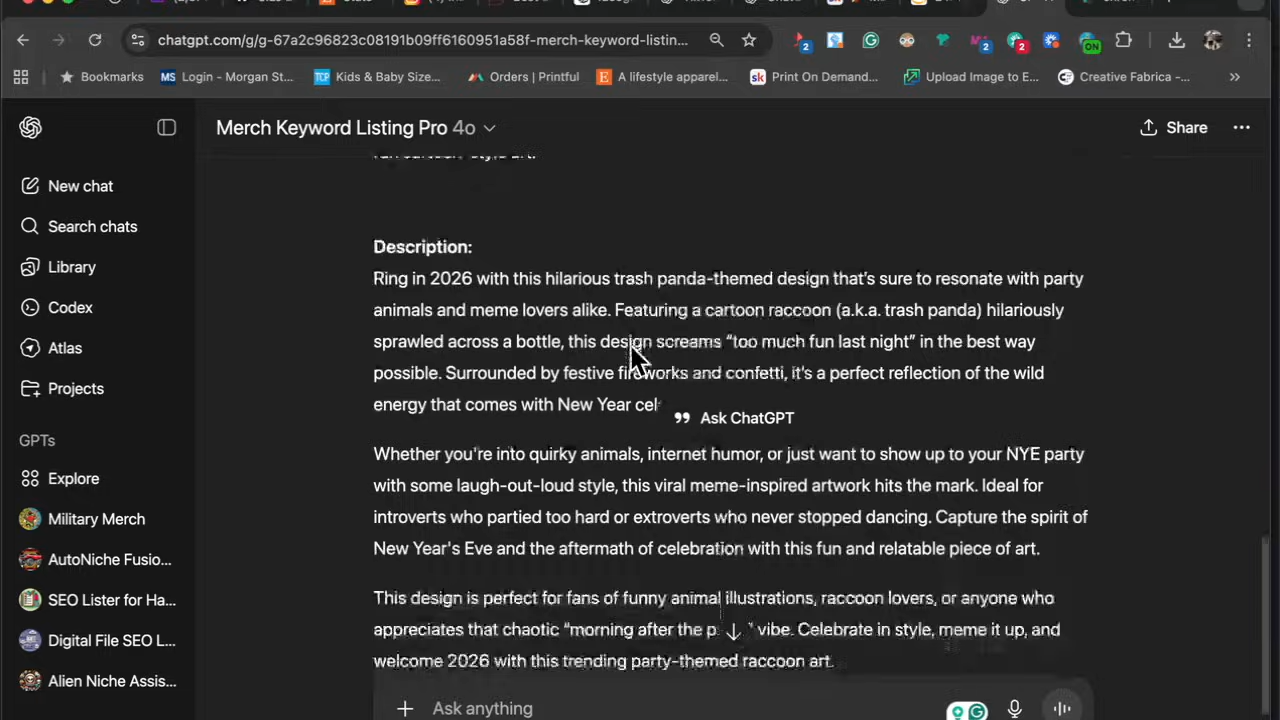 chatgpt.com/g/g-67a2c96823c08191b09ff6160951a58f-merch-keyword-listin...
2
2
2
ON
Bookmarks
MS Login - Morgan St...
TCP Kids & Baby Size...
Orders | Printful
E A lifestyle apparel...
sk Print On Demand...
Upload Image to E...
Creative Fabrica -...
Merch Keyword Listing Pro 4o
Share
New chat
Search chats
Library
Codex
Atlas
Projects
GPTs
Explore
Military Merch
AutoNiche Fusio...
SEO Lister for Ha...
Digital File SEO L...
Alien Niche Assis...
Description:
Ring in 2026 with this hilarious trash panda-themed design that's sure to resonate with party
animals and meme lovers alike. Featuring a cartoon raccoon (a.k.a. trash panda) hilariously
sprawled across a bottle, this design screams "too much fun last night" in the best way
possible. Surrounded by festive fireworks and confetti, it's a perfect reflection of the wild
energy that comes with New Year cel
Ask ChatGPT
Whether you're into quirky animals, internet humor, or just want to show up to your NYE party
with some laugh-out-loud style, this viral meme-inspired artwork hits the mark. Ideal for
introverts who partied too hard or extroverts who never stopped dancing. Capture the spirit of
New Year's Eve and the aftermath of celebration with this fun and relatable piece of art.
This design is perfect for fans of funny animal illustrations, raccoon lovers, or anyone who
appreciates that chaotic "morning after the p " vibe. Celebrate in style, meme it up, and
welcome 2026 with this trending party-themed raccoon art.
Ask anything